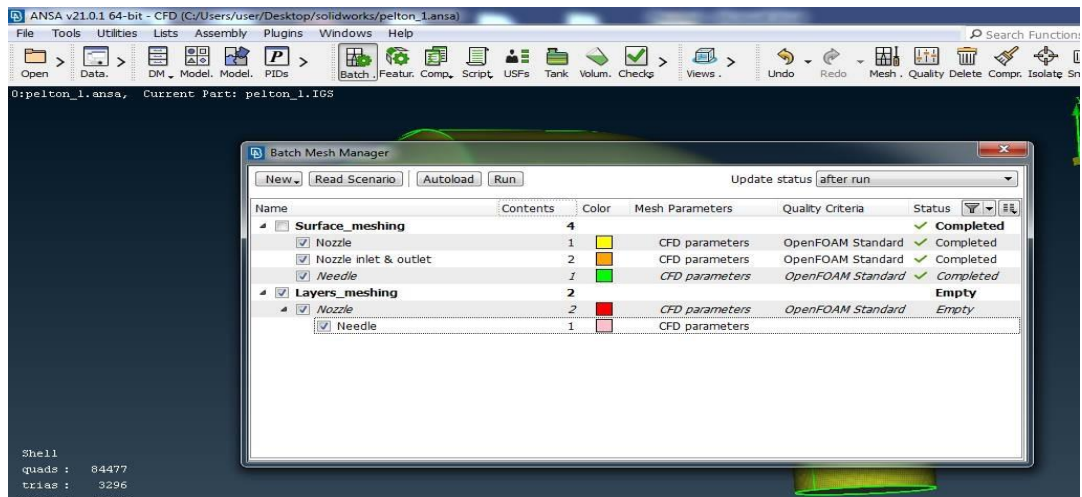 ANSA v21.0.1 64-bit - CFD (C:/Users/user/Desktop/solidworks/pelton_1.ansa)
File Tools Utilities Lists Assembly Plugins Windows Help Search Functions
Open Data. DM Model. Model. PIDs Batch. Featur. Comp. Script. USFs Tank Volum. Checks Views. Undo Redo Mesh. Quality Delete Compr. Isolate Sn
0:pelton_1.ansa, Current Part: pelton_1.IGS
Batch Mesh Manager
New Read Scenario Autoload Run Update status after run
Name Contents Color Mesh Parameters Quality Criteria Status
Surface_meshing 4 Completed
Nozzle 1 CFD parameters OpenFOAM Standard Completed
Nozzle inlet & outlet 2 CFD parameters OpenFOAM Standard Completed
Needle 1 CFD parameters OpenFOAM Standard Completed
Layers_meshing 2 Empty
Nozzle 2 CFD parameters OpenFOAM Standard Empty
Needle 1 CFD parameters
Shell
quads : 84477
trias : 3296